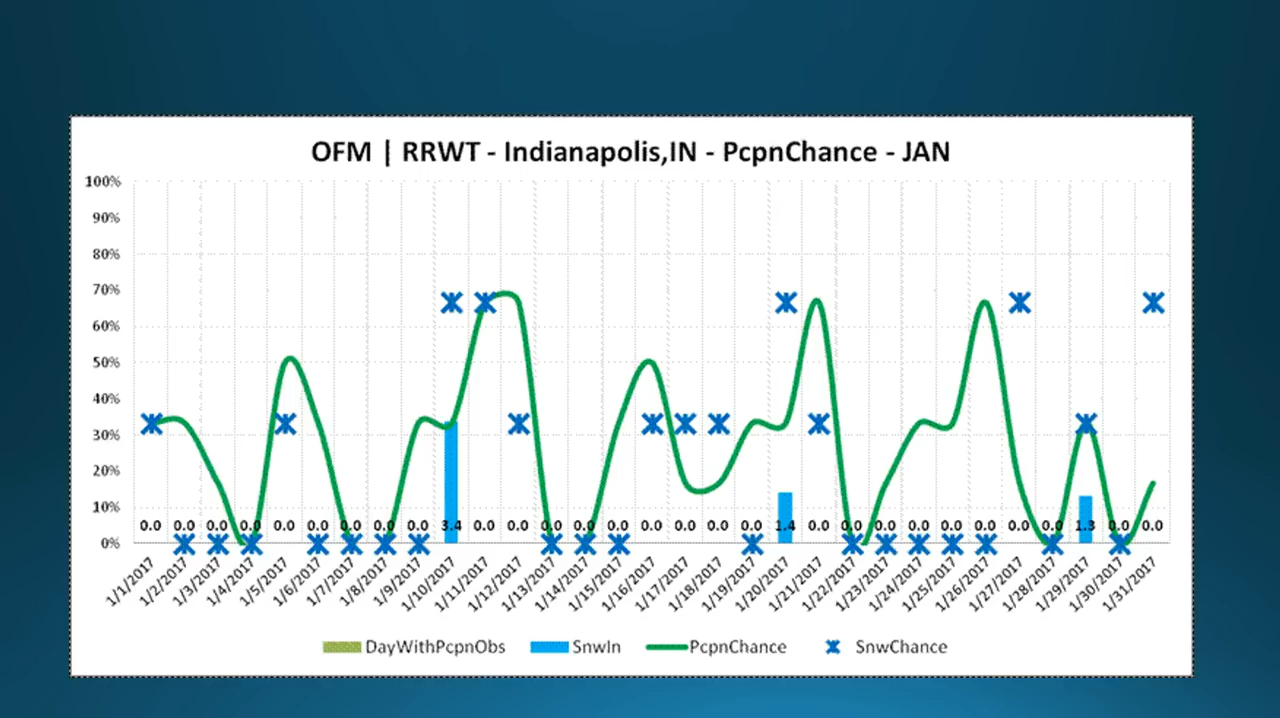 OFM | RRWT - Indianapolis,IN - PcpnChance - JAN
100%
90%
80%
70%
60%
50%
40%
30%
20%
10%
0%
0.0 0.0 0.0 0.0 0.0 0.0 0.0 0.0 0.0 3.4 0.0 0.0 0.0 0.0 0.0 0.0 0.0 0.0 0.0 1.4 0.0 0.0 0.0 0.0 0.0 0.0 0.0 0.0 1.3 0.0 0.0
1/1/2017 1/2/2017 1/3/2017 1/4/2017 1/5/2017 1/6/2017 1/7/2017 1/8/2017 1/9/2017 1/10/2017 1/11/2017 1/12/2017 1/13/2017 1/14/2017 1/15/2017 1/16/2017 1/17/2017 1/18/2017 1/19/2017 1/20/2017 1/21/2017 1/22/2017 1/23/2017 1/24/2017 1/25/2017 1/26/2017 1/27/2017 1/28/2017 1/29/2017 1/30/2017 1/31/2017
DayWithPcpnObs SnwIn PcpnChance SnwChance